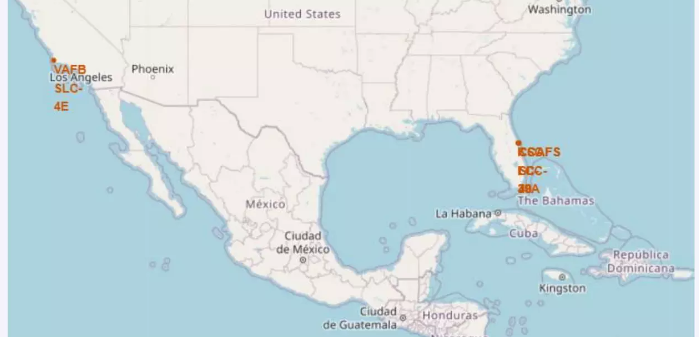 United States
Washington
VAFB
SLC-
4E
Los Angeles
Phoenix
The Bahamas
México
La Habana
Cuba
Ciudad
de México
República
Dominicana
Kingston
Ciudad
de Guatemala
Honduras